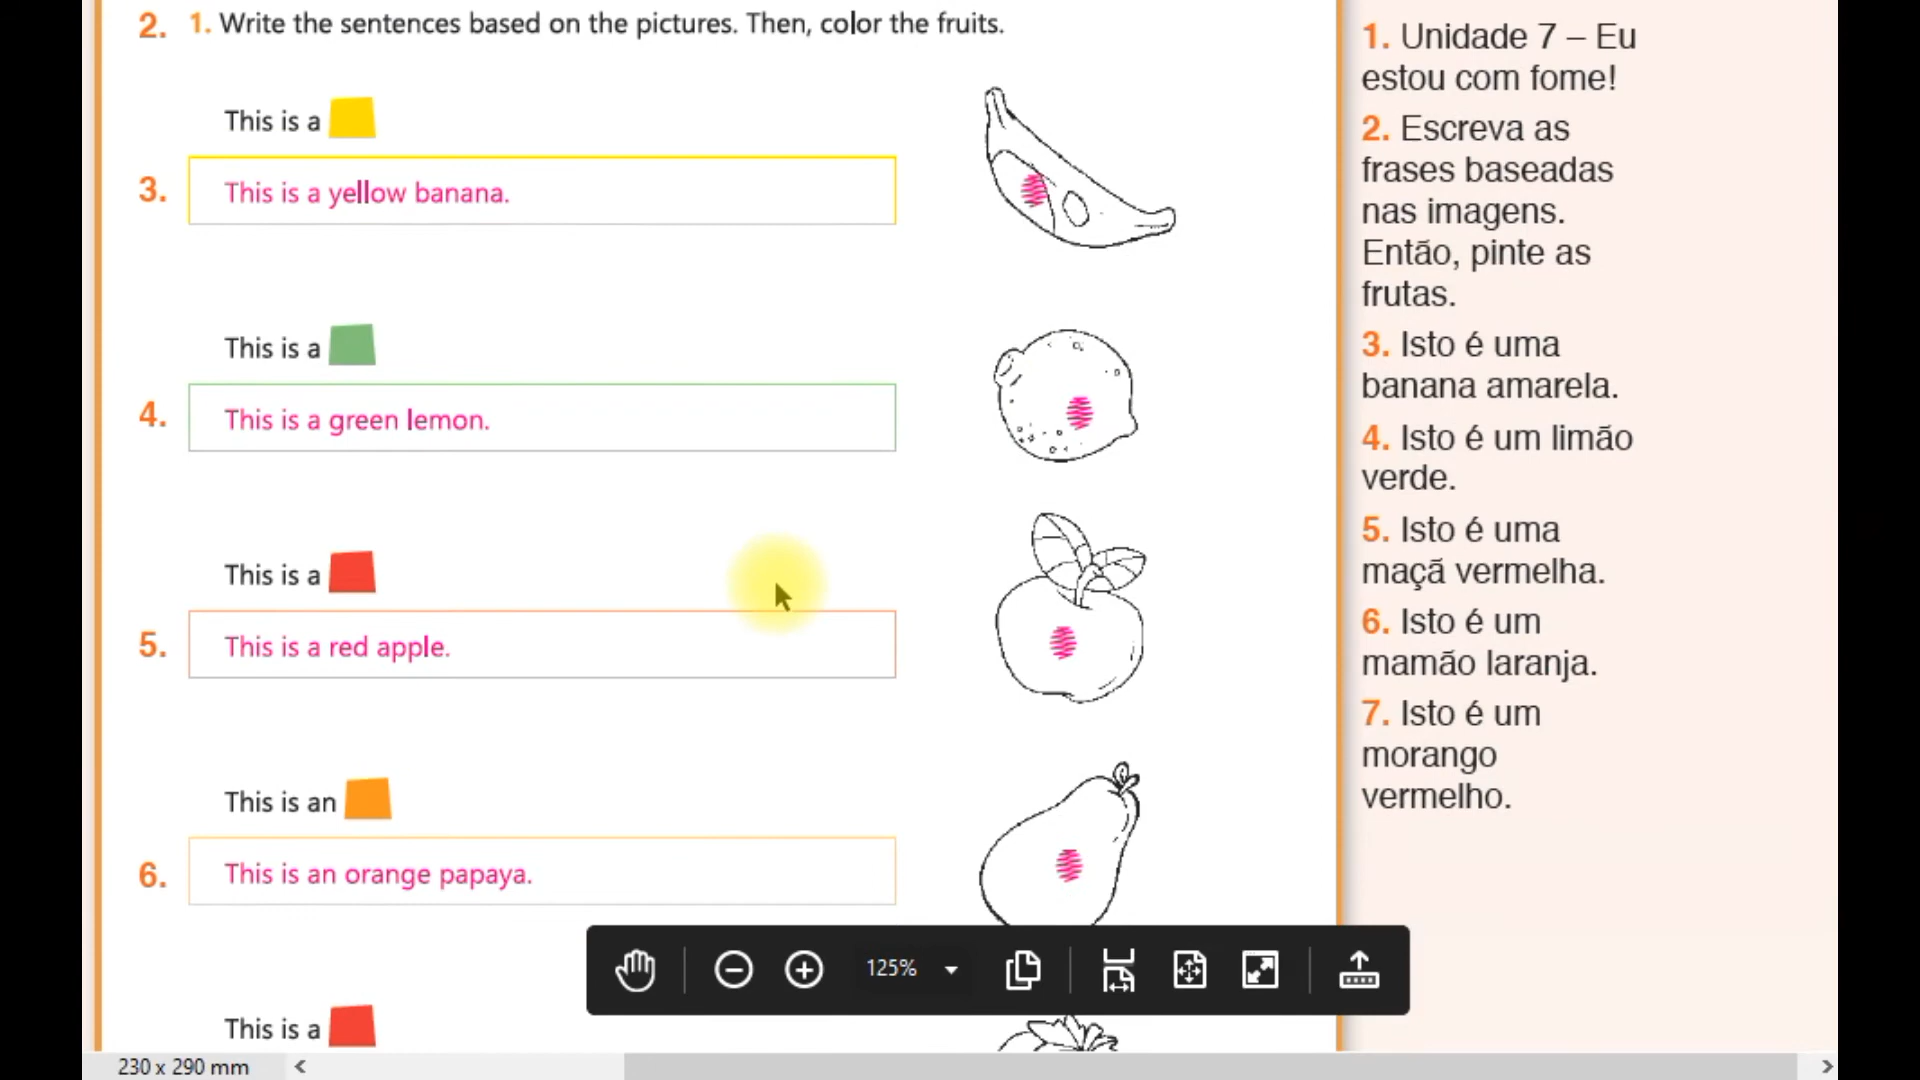 2. 1. Write the sentences based on the pictures. Then, color the fruits.
This is a
3. This is a yellow banana.
This is a
4. This is a green lemon.
This is a
5. This is a red apple.
This is an
6. This is an orange papaya.
This is a
1. Unidade 7 – Eu
estou com fome!
2. Escreva as
frases baseadas
nas imagens.
Então, pinte as
frutas.
3. Isto é uma
banana amarela.
4. Isto é um limão
verde.
5. Isto é uma
maçã vermelha.
6. Isto é um
mamão laranja.
7. Isto é um
morango
vermelho.
125%
230 x 290 mm